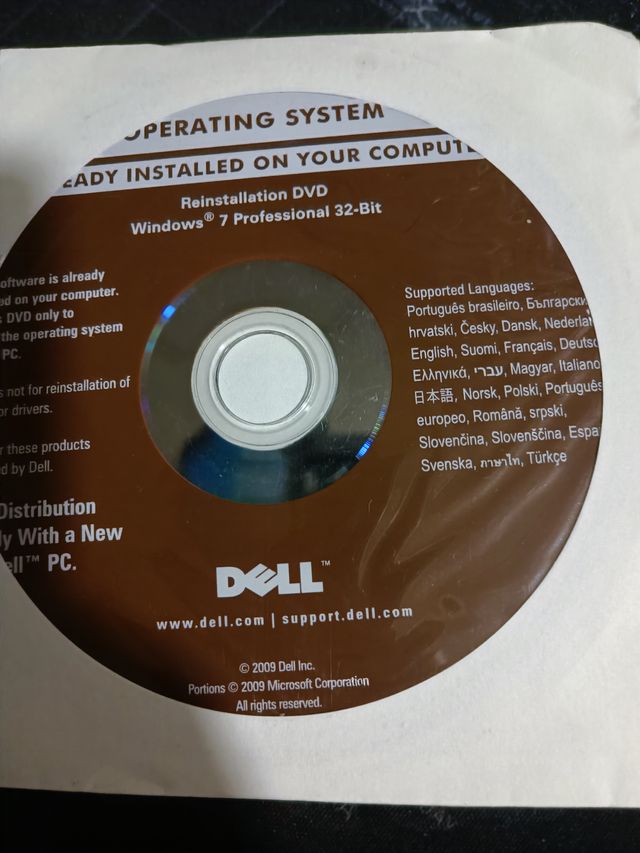 OPERATING SYSTEM
EADY INSTALLED ON YOUR COMPUTE
Reinstallation DVD
Windows® 7 Professional 32-Bit
oftware is already
ed on your computer.
DVD only to
the operating system
PC.
s not for reinstallation of
or drivers.
r these products
ed by Dell.
Distribution
ly With a New
ell™ PC.
Supported Languages:
Português brasileiro, Български
hrvatski, Česky, Dansk, Nederlan
English, Suomi, Français, Deutsc
Ελληνικά, עברי, Magyar, Italiano
日本語, Norsk, Polski, Português
europeo, Română, srpski,
Slovenčina, Slovenščina, Espa
Svenska, ภาษาไทย, Türkçe
DELL™
www.dell.com | support.dell.com
© 2009 Dell Inc.
Portions © 2009 Microsoft Corporation
All rights reserved.